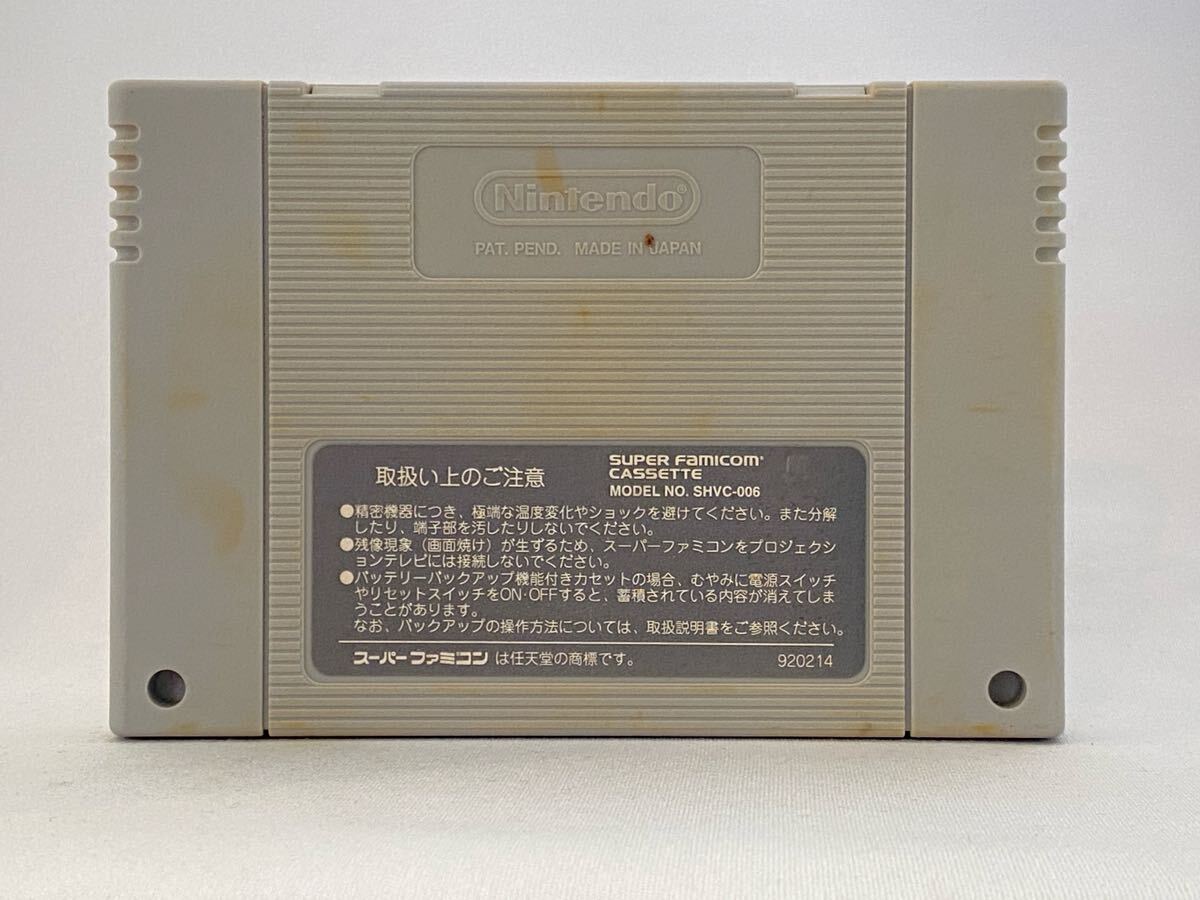 Nintendo®
PAT. PEND. MADE IN JAPAN
取扱い上のご注意
SUPER FAMICOM
CASSETTE
MODEL NO. SHVC-006
●精密機器につき、極端な温度変化やショックを避けてください。また分解
したり、端子部を汚したりしないでください。
●残像現象(画面焼け)が生ずるため、スーパーファミコンをプロジェクシ
ョンテレビには接続しないでください。
●バッテリーバックアップ機能付きカセットの場合、むやみに電源スイッチ
やリセットスイッチをON・OFFすると、蓄積されている内容が消えてしま
うことがあります。
なお、バックアップの操作方法については、取扱説明書をご参照ください。
スーパーファミコンは任天堂の商標です。
920214